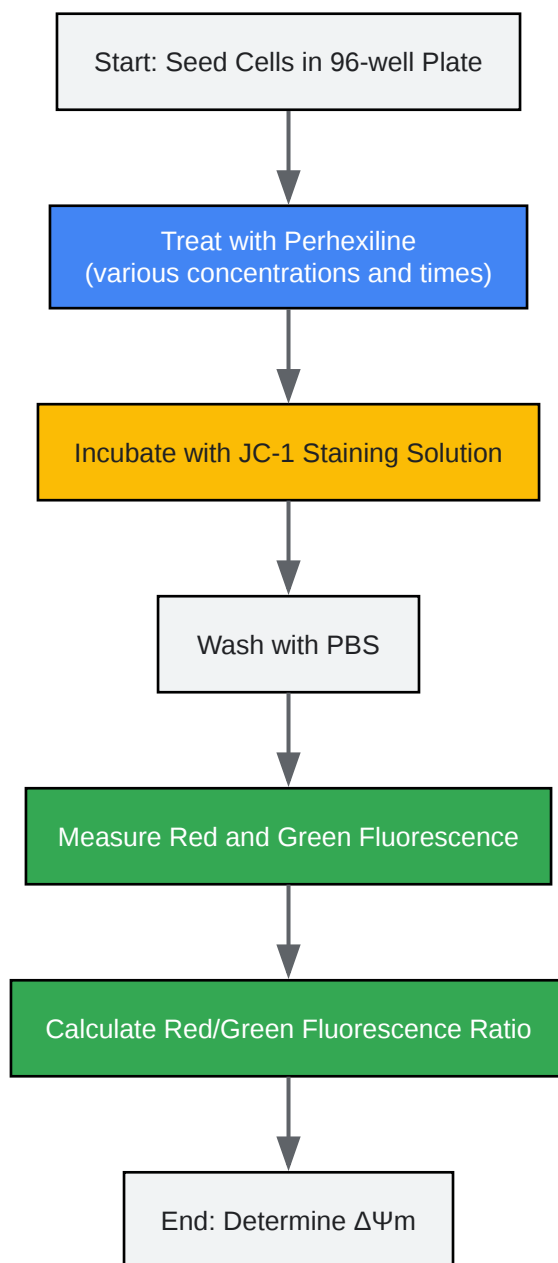 Start: Seed Cells in 96-well Plate
Treat with Perhexiline
(various concentrations and times)
Incubate with JC-1 Staining Solution
Wash with PBS
Measure Red and Green Fluorescence
Calculate Red/Green Fluorescence Ratio
End: Determine ΔΨm